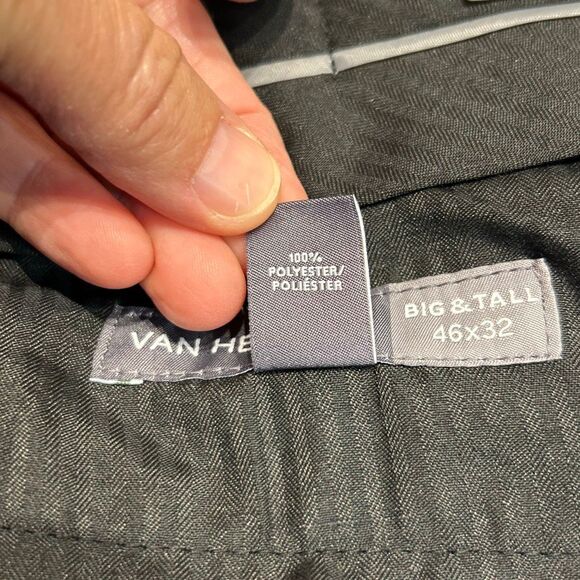 100%
POLYESTER/
POLIÉSTER
VAN HE
BIG & TALL
46x32